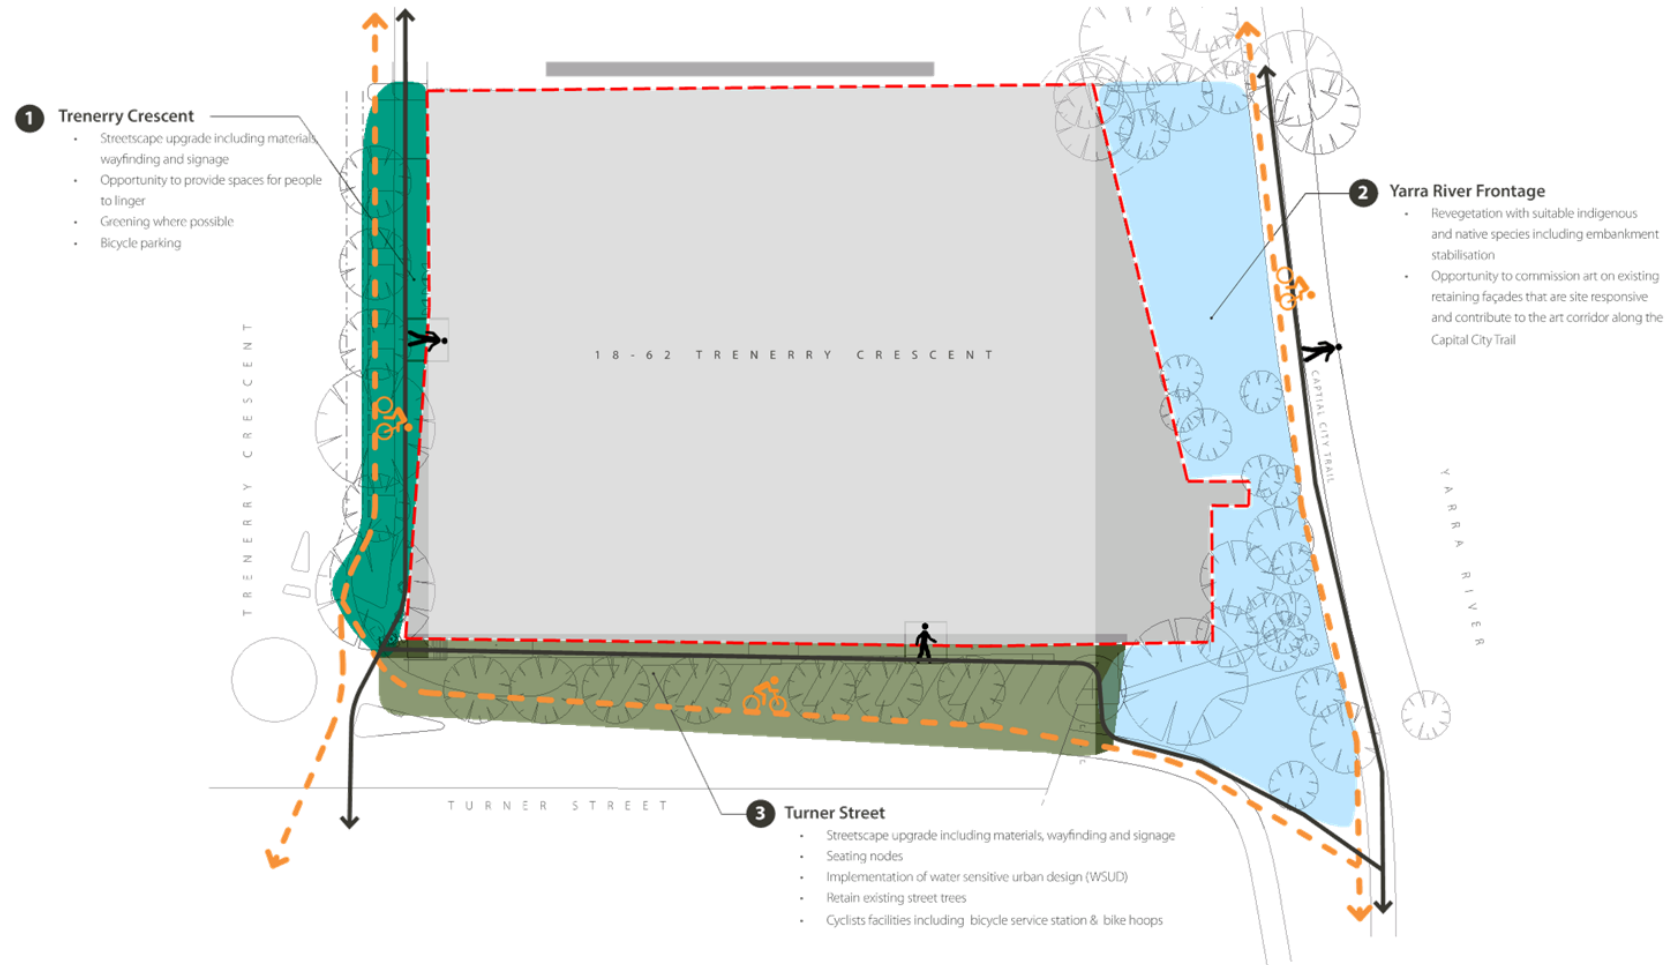 1
Trenerry Crescent
• Streetscape upgrade including materials,
wayfinding and signage
• Opportunity to provide spaces for people
to linger
• Greening where possible
• Bicycle parking
2
Yarra River Frontage
• Revegetation with suitable indigenous
and native species including embankment
stabilisation
• Opportunity to commission art on existing
retaining façades that are site responsive
and contribute to the art corridor along the
Capital City Trail
18-62 TRENERRY CRESCENT
TRENERRY CRESCENT
CAPTIAL CITY TRAIL
YARRA RIVER
TURNER STREET
3
Turner Street
• Streetscape upgrade including materials, wayfinding and signage
• Seating nodes
• Implementation of water sensitive urban design (WSUD)
• Retain existing street trees
• Cyclists facilities including bicycle service station & bike hoops